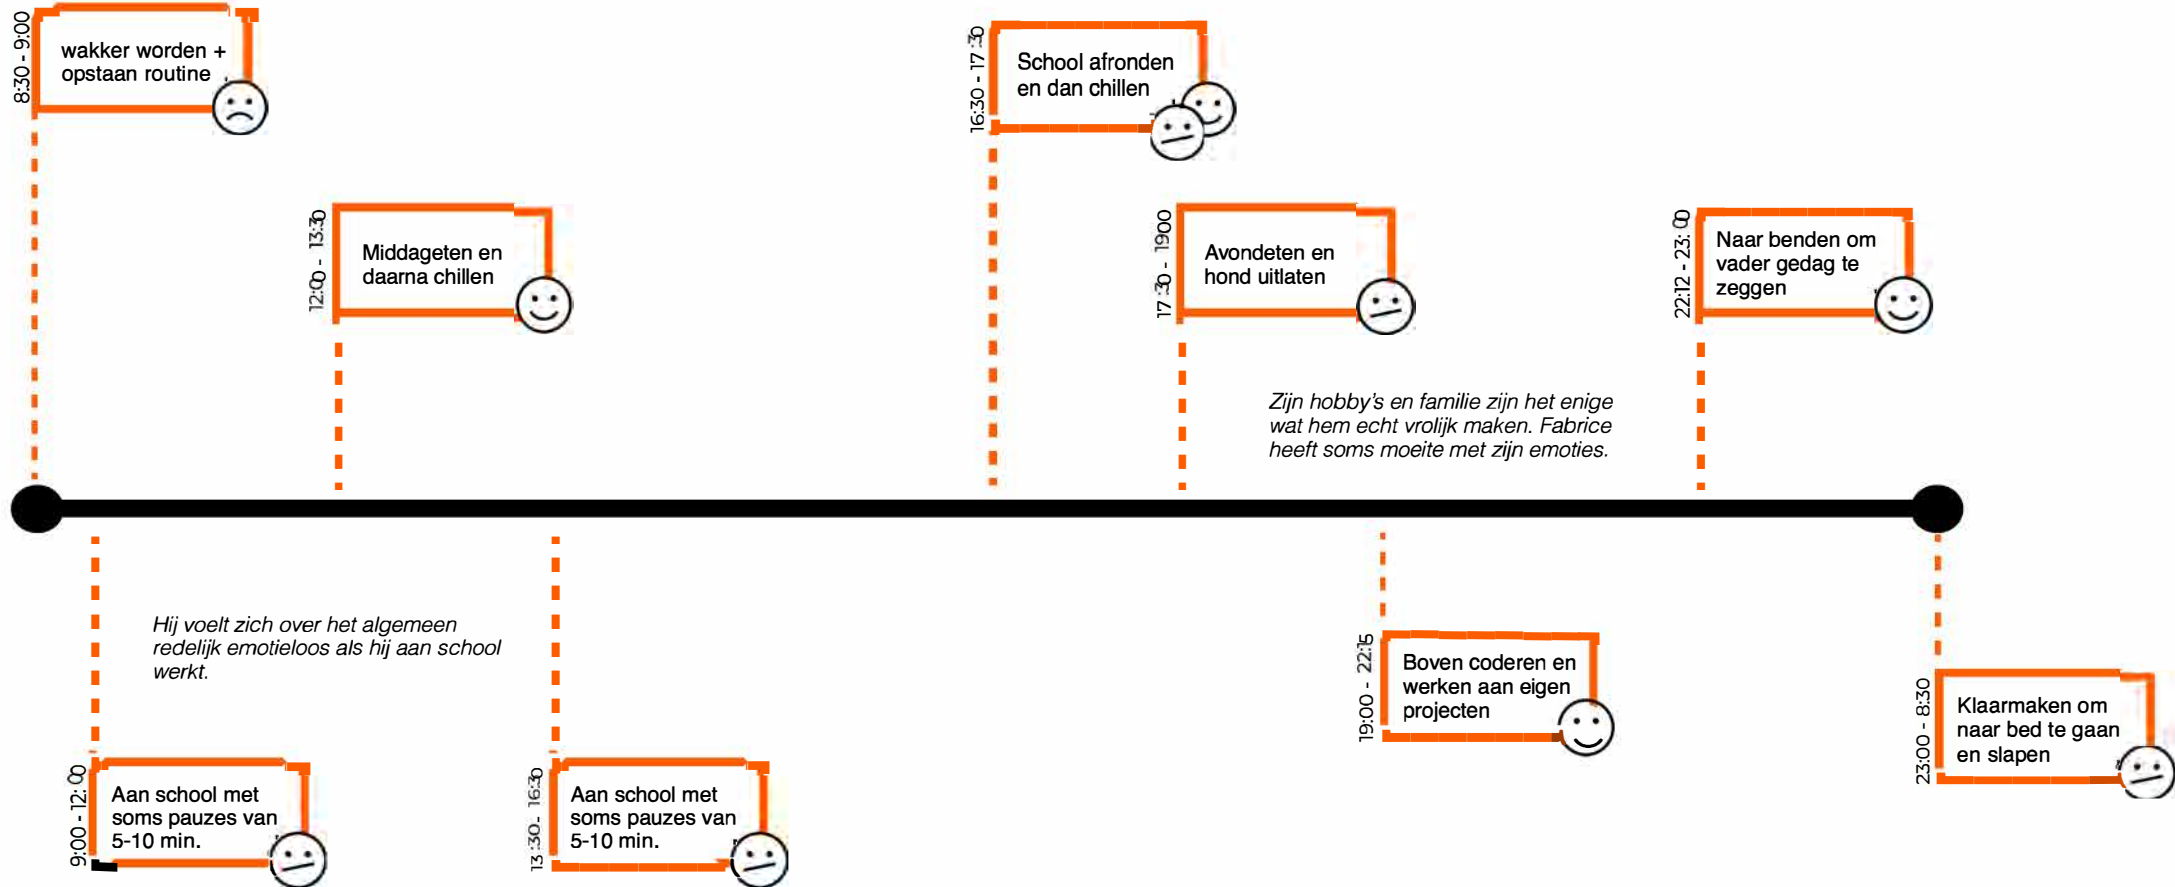 8:30 - 9:00
wakker worden +
opstaan routine
16:30 - 17:30
School afronden
en dan chillen
12:00 - 13:30
Middageten en
daarna chillen
17:30 - 19:00
Avondeten en
hond uitlaten
22:12 - 23:00
Naar benden om
vader gedag te
zeggen
Zijn hobby's en familie zijn het enige
wat hem echt vrolijk maken. Fabrice
heeft soms moeite met zijn emoties.
Hij voelt zich over het algemeen
redelijk emotieloos als hij aan school
werkt.
9:00 - 12:00
Aan school met
soms pauzes van
5-10 min.
13:30 - 16:30
Aan school met
soms pauzes van
5-10 min.
19:00 - 22:15
Boven coderen en
werken aan eigen
projecten
23:00 - 8:30
Klaarmaken om
naar bed te gaan
en slapen